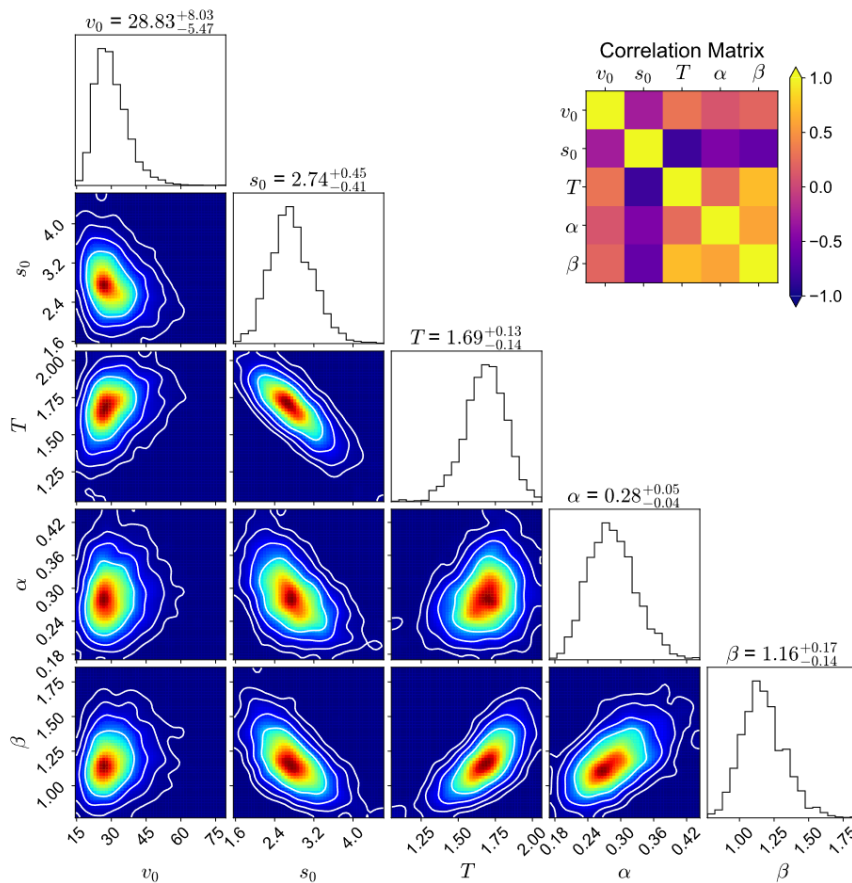 v₀ = 28.83⁺⁸·⁰³₋₅.₄₇
Correlation Matrix
v₀ s₀ T α β
v₀
s₀
T
α
β
1.0
0.5
0.0
−0.5
−1.0
s₀ = 2.74⁺⁰·⁴⁵₋₀.₄₁
s₀
4.0
3.2
2.4
1.6
T = 1.69⁺⁰·¹³₋₀.₁₄
T
2.00
1.75
1.50
1.25
α = 0.28⁺⁰·⁰⁵₋₀.₀₄
α
0.42
0.36
0.30
0.24
0.18
β = 1.16⁺⁰·¹⁷₋₀.₁₄
β
1.75
1.50
1.25
1.00
15 30 45 60 75
1.6 2.4 3.2 4.0
1.25 1.50 1.75 2.00
0.18 0.24 0.30 0.36 0.42
1.00 1.25 1.50 1.75
v₀ s₀ T α β